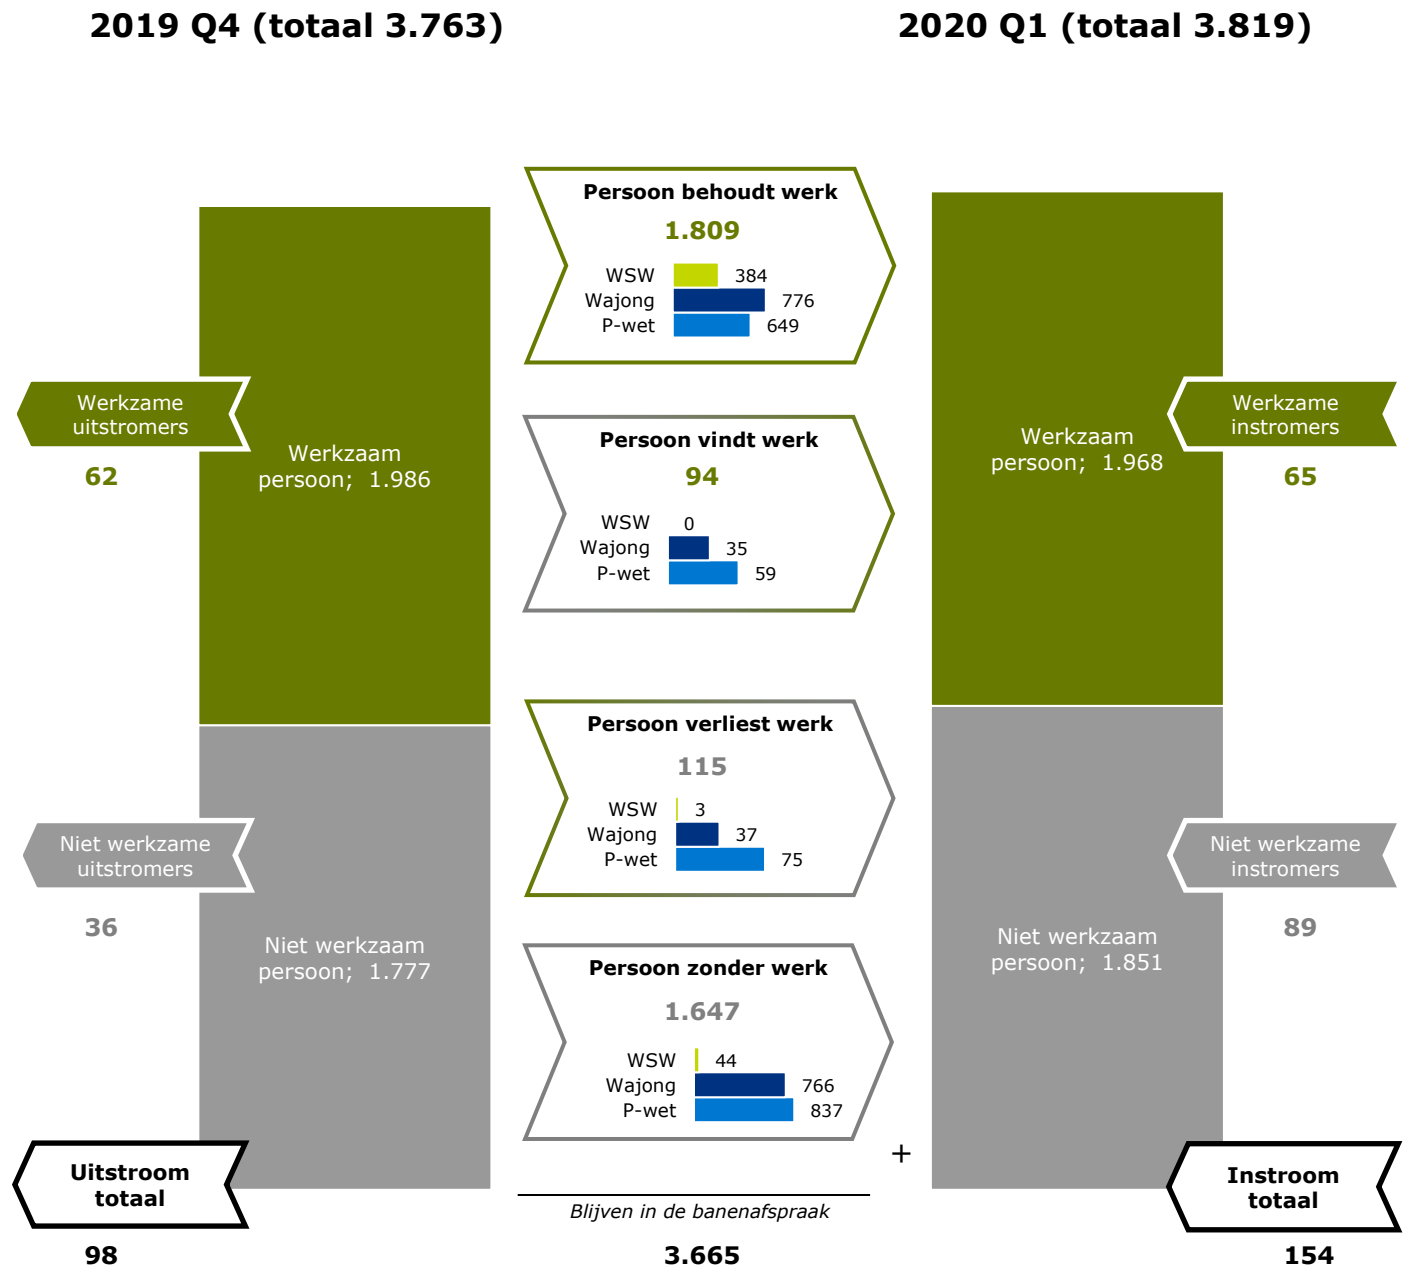 2019 Q4 (totaal 3.763)
2020 Q1 (totaal 3.819)
Persoon behoudt werk
1.809
WSW 384
Wajong 776
P-wet 649
Werkzame
uitstromers
62
Werkzaam
persoon; 1.986
Persoon vindt werk
94
WSW 0
Wajong 35
P-wet 59
Werkzaam
persoon; 1.968
Werkzame
instromers
65
Persoon verliest werk
115
WSW 3
Wajong 37
P-wet 75
Niet werkzame
uitstromers
36
Niet werkzaam
persoon; 1.777
Persoon zonder werk
1.647
WSW 44
Wajong 766
P-wet 837
Niet werkzaam
persoon; 1.851
Niet werkzame
instromers
89
+
Uitstroom
totaal
98
Blijven in de banenafspraak
3.665
Instroom
totaal
154